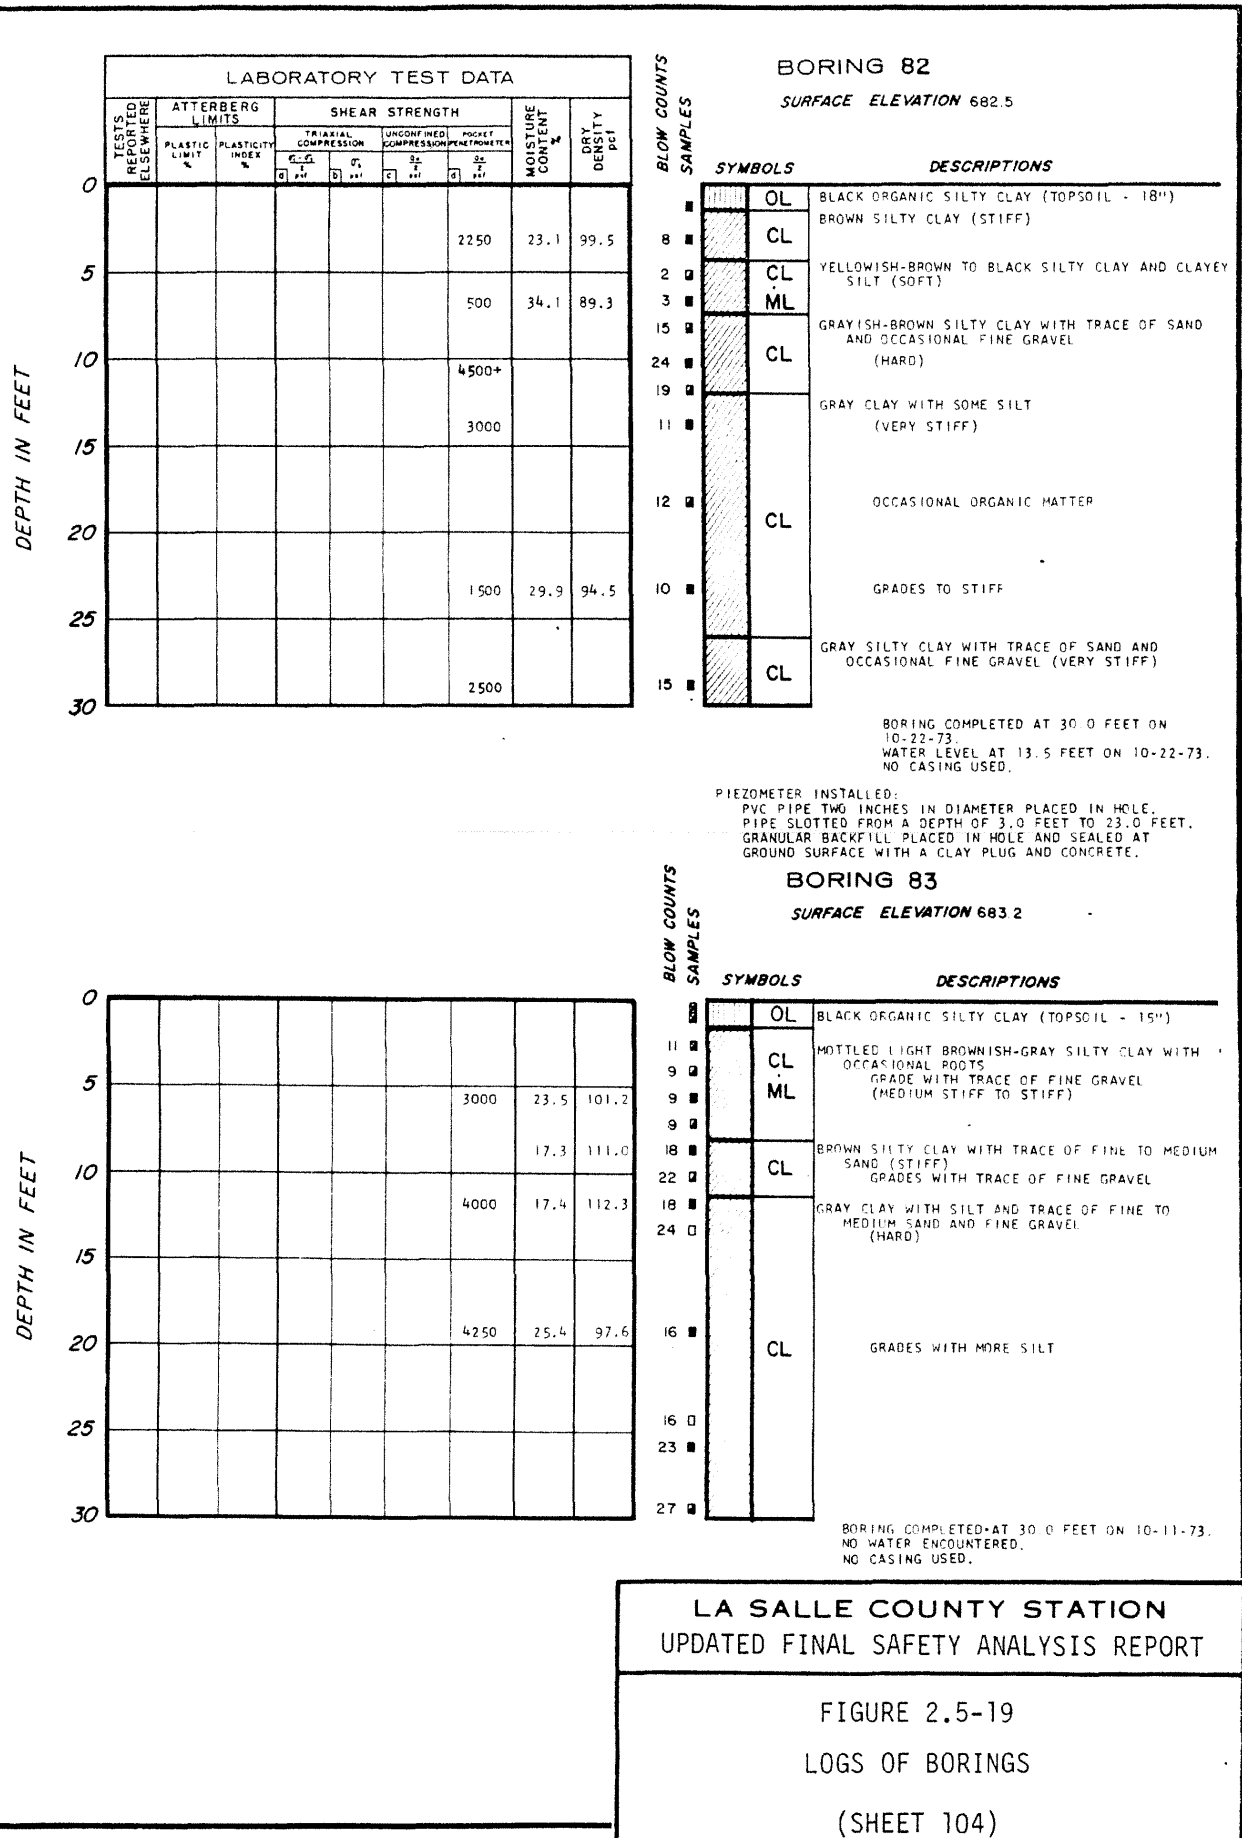 LABORATORY TEST DATA
TESTS REPORTED ELSEWHERE
ATTERBERG LIMITS
SHEAR STRENGTH
MOISTURE CONTENT %
DRY DENSITY pcf
PLASTIC LIMIT %
PLASTICITY INDEX %
TRIAXIAL COMPRESSION
UNCONFINED COMPRESSION
POCKET PENETROMETER
a psf
b psf
c psf
d psf
BLOW COUNTS
SAMPLES
BORING 82
SURFACE ELEVATION 682.5
SYMBOLS DESCRIPTIONS
DEPTH IN FEET
0
5
10
15
20
25
30
2250 23.1 99.5
500 34.1 89.3
4500+
3000
1500 29.9 94.5
2500
8
2
3
15
24
19
11
12
10
15
OL BLACK ORGANIC SILTY CLAY (TOPSOIL - 18")
CL BROWN SILTY CLAY (STIFF)
CL YELLOWISH-BROWN TO BLACK SILTY CLAY AND CLAYEY
ML SILT (SOFT)
GRAYISH-BROWN SILTY CLAY WITH TRACE OF SAND
AND OCCASIONAL FINE GRAVEL
CL (HARD)
GRAY CLAY WITH SOME SILT
(VERY STIFF)
OCCASIONAL ORGANIC MATTER
CL
GRADES TO STIFF
GRAY SILTY CLAY WITH TRACE OF SAND AND
OCCASIONAL FINE GRAVEL (VERY STIFF)
CL
BORING COMPLETED AT 30.0 FEET ON
10-22-73.
WATER LEVEL AT 13.5 FEET ON 10-22-73.
NO CASING USED.
PIEZOMETER INSTALLED:
PVC PIPE TWO INCHES IN DIAMETER PLACED IN HOLE.
PIPE SLOTTED FROM A DEPTH OF 3.0 FEET TO 23.0 FEET.
GRANULAR BACKFILL PLACED IN HOLE AND SEALED AT
GROUND SURFACE WITH A CLAY PLUG AND CONCRETE.
BLOW COUNTS
SAMPLES
BORING 83
SURFACE ELEVATION 683.2
SYMBOLS DESCRIPTIONS
DEPTH IN FEET
0
5
10
15
20
25
30
3000 23.5 101.2
17.3 111.0
4000 17.4 112.3
4250 25.4 97.6
11
9
9
9
18
22
18
24
16
16
23
27
OL BLACK ORGANIC SILTY CLAY (TOPSOIL - 15")
MOTTLED LIGHT BROWNISH-GRAY SILTY CLAY WITH
CL OCCASIONAL ROOTS
GRADE WITH TRACE OF FINE GRAVEL
ML (MEDIUM STIFF TO STIFF)
BROWN SILTY CLAY WITH TRACE OF FINE TO MEDIUM
CL SAND (STIFF)
GRADES WITH TRACE OF FINE GRAVEL
GRAY CLAY WITH SILT AND TRACE OF FINE TO
MEDIUM SAND AND FINE GRAVEL
(HARD)
CL GRADES WITH MORE SILT
BORING COMPLETED AT 30.0 FEET ON 10-11-73.
NO WATER ENCOUNTERED.
NO CASING USED.
LA SALLE COUNTY STATION
UPDATED FINAL SAFETY ANALYSIS REPORT
FIGURE 2.5-19
LOGS OF BORINGS
(SHEET 104)